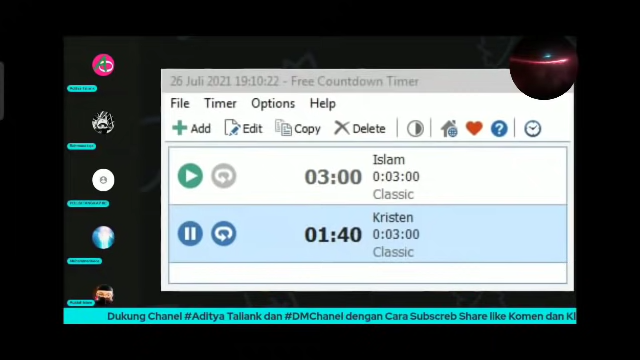 26 Juli 2021 19:10:22 - Free Countdown Timer
File Timer Options Help
Add Edit Copy Delete
03:00 Islam
0:03:00
Classic
01:40 Kristen
0:03:00
Classic
Dukung Chanel #Aditya Taliank dan #DMChanel dengan Cara Subscreb Share like Komen dan Kl